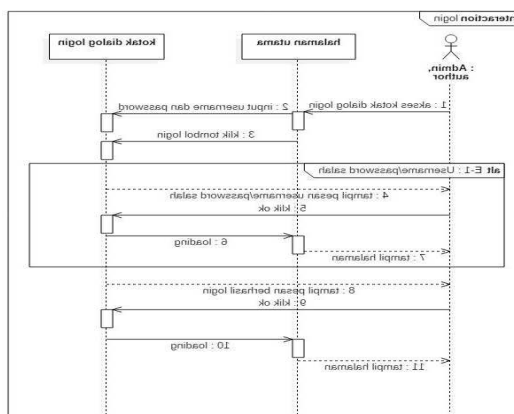 interaction login
: Admin,
author
halaman utama
kotak dialog login
1 : akses kotak dialog login
2 : input username dan password
3 : klik tombol login
alt E-1 : Username/password salah
4 : tampil pesan username/password salah
5 : klik ok
6 : loading
7 : tampil halaman
8 : tampil pesan berhasil login
9 : klik ok
10 : loading
11 : tampil halaman